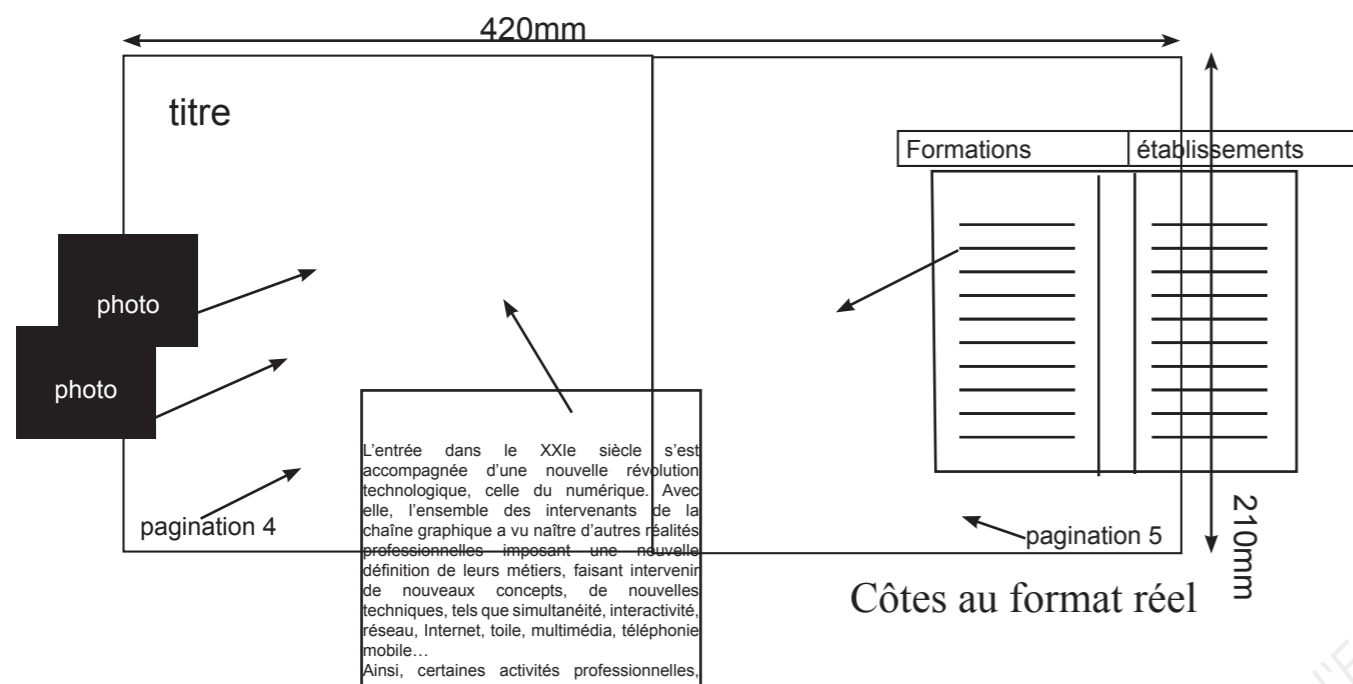 420mm
titre
Formations
établissements
photo
photo
L’entrée dans le XXIe siècle s’est
accompagnée d’une nouvelle révolution
technologique, celle du numérique. Avec
elle, l’ensemble des intervenants de la
chaîne graphique a vu naître d’autres réalités
professionnelles imposant une nouvelle
définition de leurs métiers, faisant intervenir
de nouveaux concepts, de nouvelles
techniques, tels que simultanéité, interactivité,
réseau, Internet, toile, multimédia, téléphonie
mobile…
Ainsi, certaines activités professionnelles,
pagination 4
pagination 5
210mm
Côtes au format réel